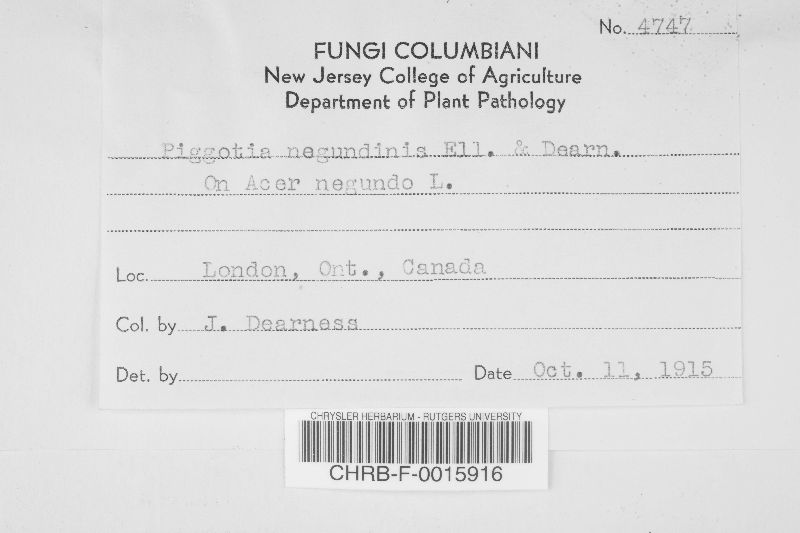 No. 4747
FUNGI COLUMBIANI
New Jersey College of Agriculture
Department of Plant Pathology
Piggotia negundinis Ell. & Dearn.
On Acer negundo L.
Loc. London, Ont., Canada
Col. by J. Dearness
Det. by
Date Oct. 11, 1915
CHRYSLER HERBARIUM - RUTGERS UNIVERSITY
CHRB-F-0015916